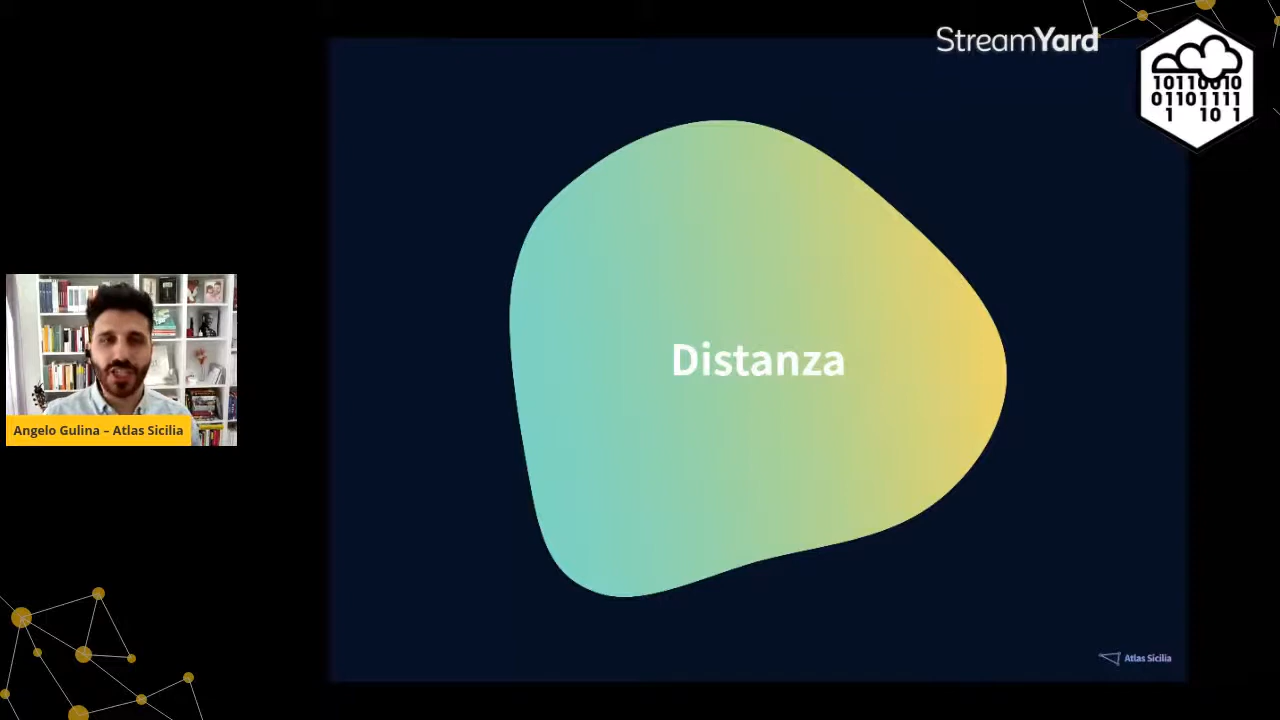 StreamYard
10110010
01101111
1 10 1
Distanza
Angelo Gulina – Atlas Sicilia
Atlas Sicilia